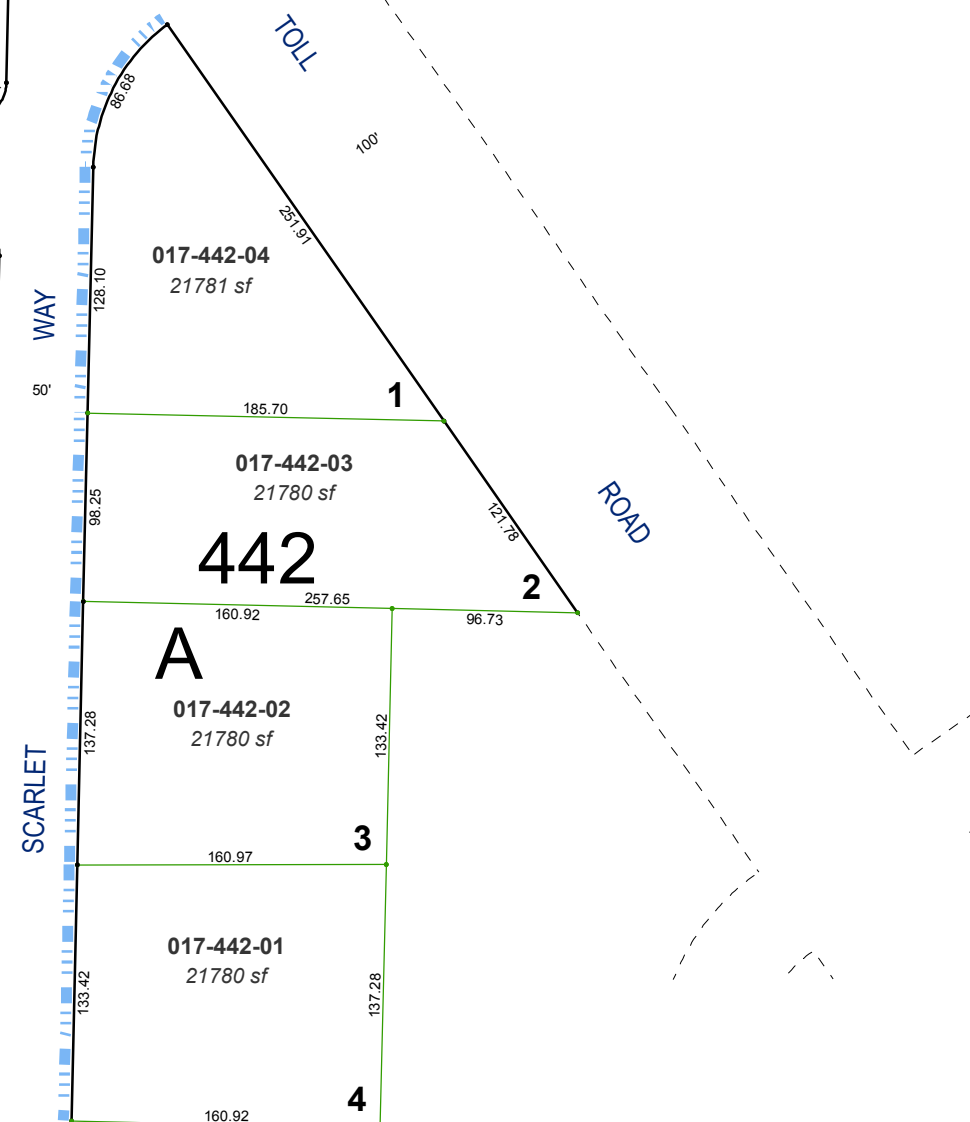 TOLL
86.68
100'
251.91
017-442-04
21781 sf
128.10
WAY
50'
1
185.70
017-442-03
21780 sf
98.25
ROAD
121.78
442
2
257.65
160.92
96.73
A
017-442-02
21780 sf
137.28
133.42
SCARLET
3
160.97
017-442-01
21780 sf
133.42
137.28
4
160.92